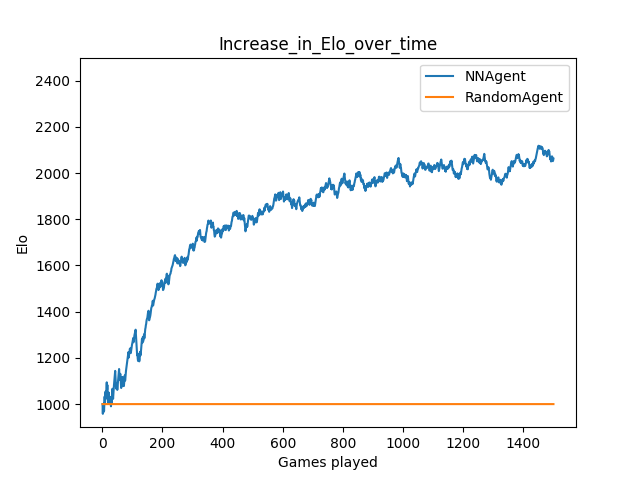 Increase_in_Elo_over_time
NNAgent
RandomAgent
2400
2200
2000
1800
1600
1400
1200
1000
Elo
0 200 400 600 800 1000 1200 1400
Games played